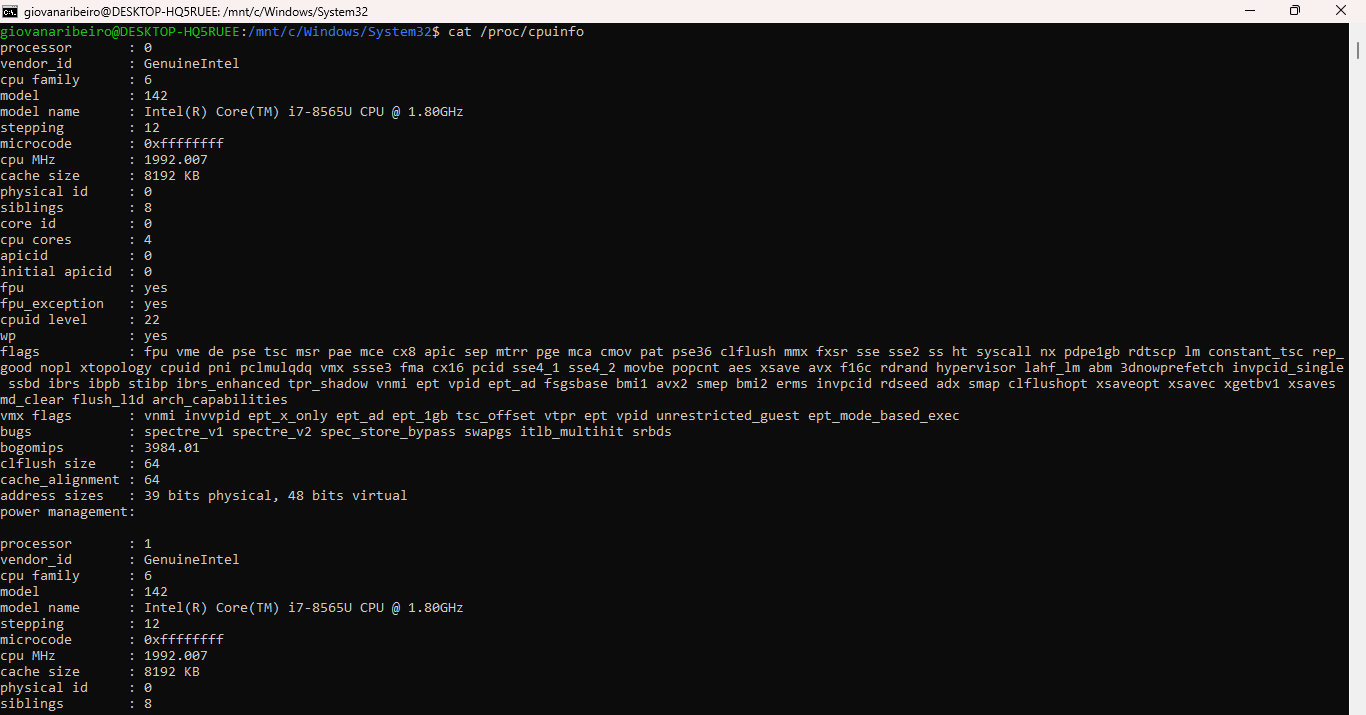 giovanaribeiro@DESKTOP-HQ5RUEE: /mnt/c/Windows/System32
giovanaribeiro@DESKTOP-HQ5RUEE:/mnt/c/Windows/System32$ cat /proc/cpuinfo
processor : 0
vendor_id : GenuineIntel
cpu family : 6
model : 142
model name : Intel(R) Core(TM) i7-8565U CPU @ 1.80GHz
stepping : 12
microcode : 0xffffffff
cpu MHz : 1992.007
cache size : 8192 KB
physical id : 0
siblings : 8
core id : 0
cpu cores : 4
apicid : 0
initial apicid : 0
fpu : yes
fpu_exception : yes
cpuid level : 22
wp : yes
flags : fpu vme de pse tsc msr pae mce cx8 apic sep mtrr pge mca cmov pat pse36 clflush mmx fxsr sse sse2 ss ht syscall nx pdpe1gb rdtscp lm constant_tsc rep_
good nopl xtopology cpuid pni pclmulqdq vmx ssse3 fma cx16 pcid sse4_1 sse4_2 movbe popcnt aes xsave avx f16c rdrand hypervisor lahf_lm abm 3dnowprefetch invpcid_single
ssbd ibrs ibpb stibp ibrs_enhanced tpr_shadow vnmi ept vpid ept_ad fsgsbase bmi1 avx2 smep bmi2 erms invpcid rdseed adx smap clflushopt xsaveopt xsavec xgetbv1 xsaves
md_clear flush_l1d arch_capabilities
vmx flags : vnmi invvpid ept_x_only ept_ad ept_1gb tsc_offset vtpr ept vpid unrestricted_guest ept_mode_based_exec
bugs : spectre_v1 spectre_v2 spec_store_bypass swapgs itlb_multihit srbds
bogomips : 3984.01
clflush size : 64
cache_alignment : 64
address sizes : 39 bits physical, 48 bits virtual
power management:
processor : 1
vendor_id : GenuineIntel
cpu family : 6
model : 142
model name : Intel(R) Core(TM) i7-8565U CPU @ 1.80GHz
stepping : 12
microcode : 0xffffffff
cpu MHz : 1992.007
cache size : 8192 KB
physical id : 0
siblings : 8